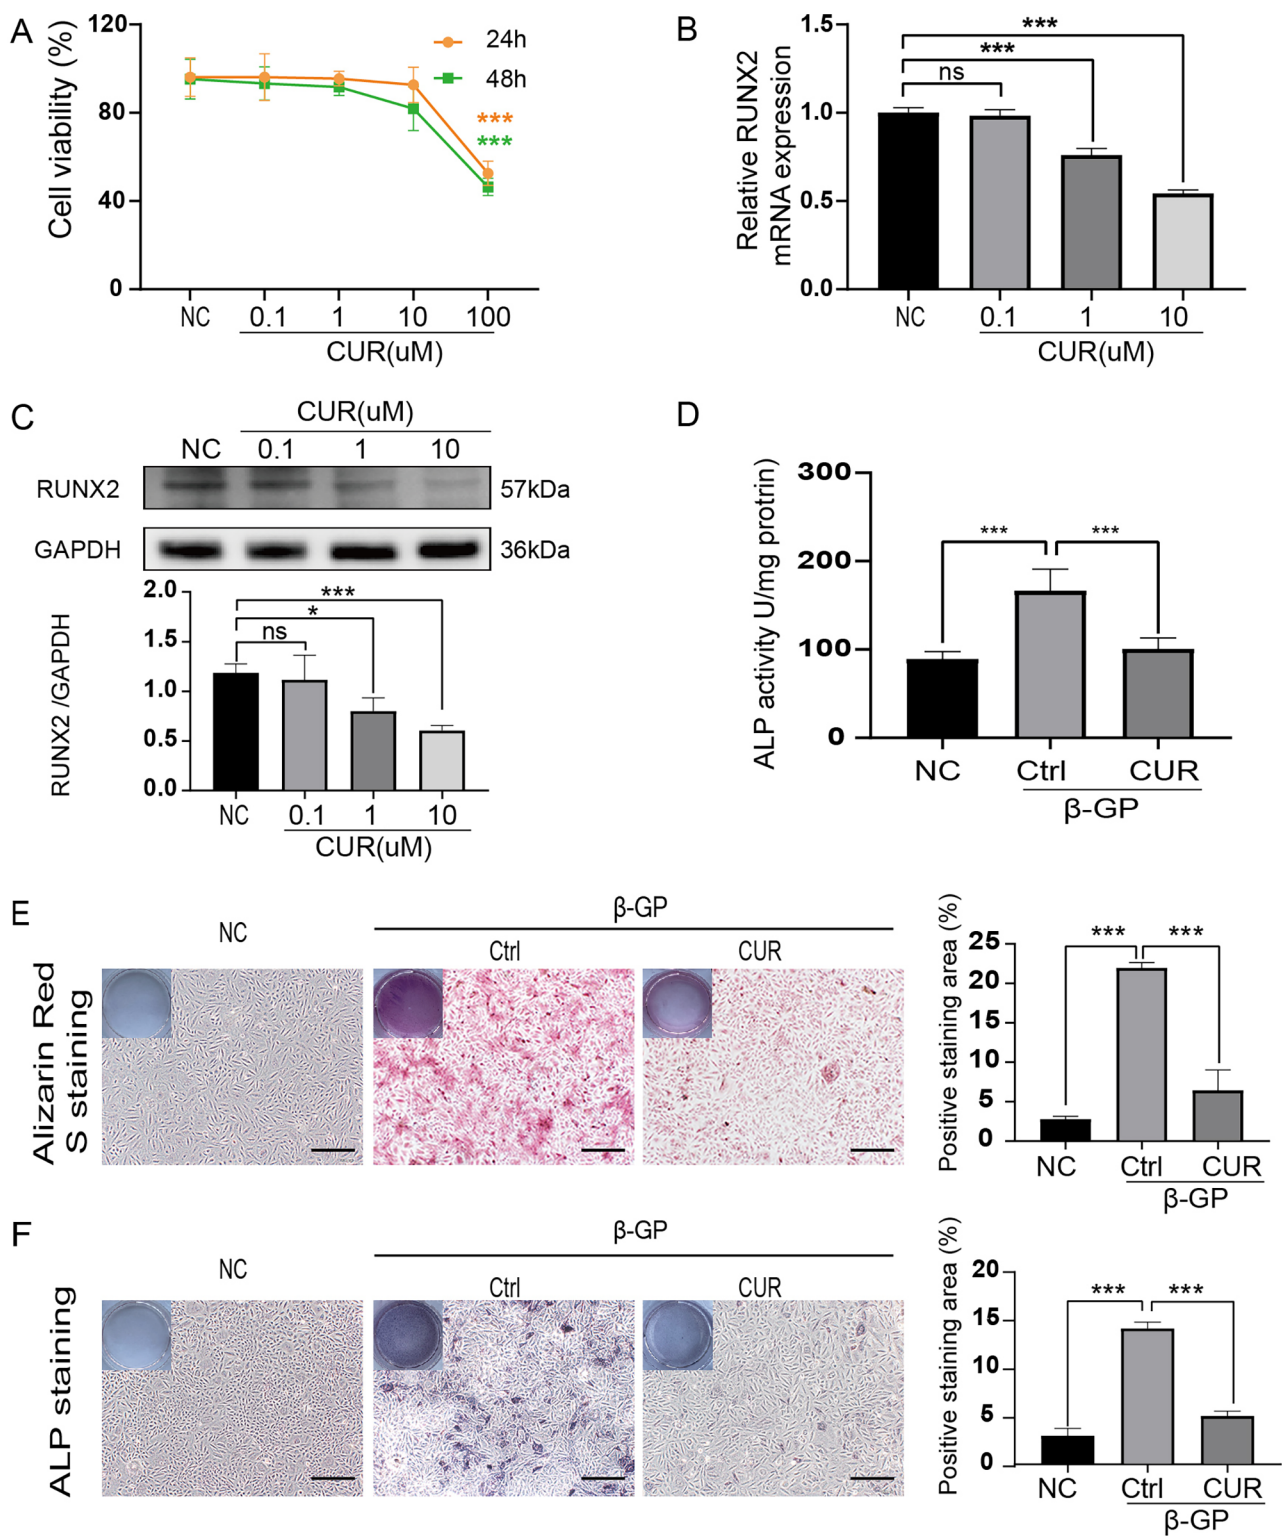 A
Cell viability (%)
120
80
40
0
24h
48h
***
***
NC 0.1 1 10 100
CUR(uM)
B
Relative RUNX2
mRNA expression
1.5
1.0
0.5
0.0
***
***
ns
NC 0.1 1 10
CUR(uM)
C
CUR(uM)
NC 0.1 1 10
RUNX2 57kDa
GAPDH 36kDa
RUNX2 /GAPDH
2.0
1.5
1.0
0.5
0.0
***
*
ns
NC 0.1 1 10
CUR(uM)
D
ALP activity U/mg protrin)
300
200
100
0
*** ***
NC Ctrl CUR
β-GP
E
Alizarin Red
S staining
NC
β-GP
Ctrl CUR
Positive staining area (%)
25
20
15
10
5
0
*** ***
NC Ctrl CUR
β-GP
F
ALP staining
NC
β-GP
Ctrl CUR
Positive staining area (%)
20
15
10
5
0
*** ***
NC Ctrl CUR
β-GP